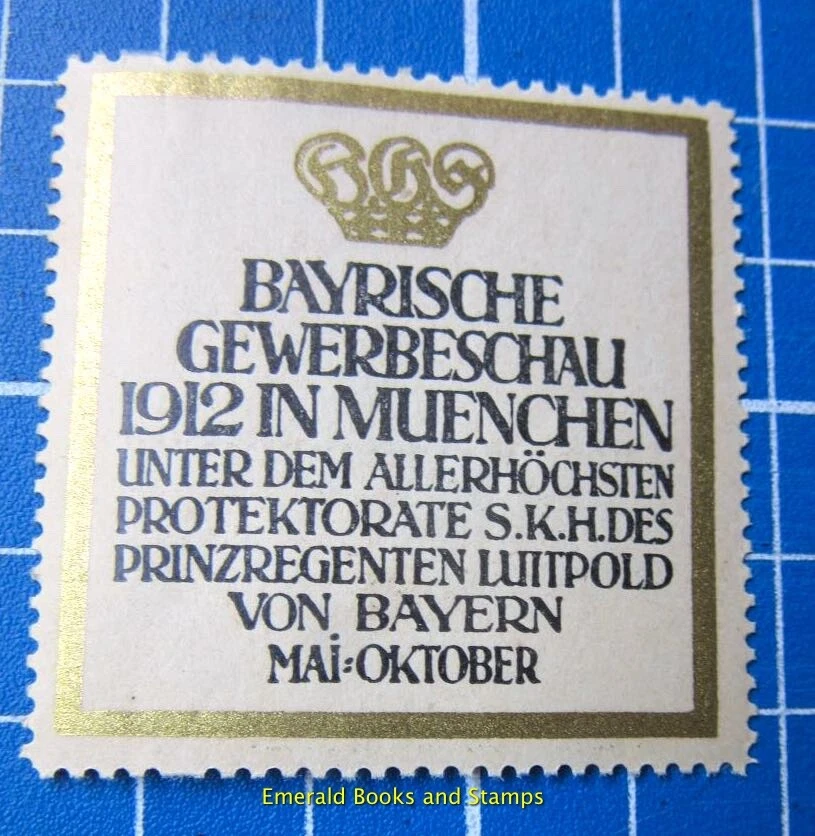 BAYRISCHE
GEWERBESCHAU
1912 IN MUENCHEN
UNTER DEM ALLERHÖCHSTEN
PROTEKTORATE S.K.H.DES
PRINZREGENTEN LUITPOLD
VON BAYERN
MAi=OKTOBER
Emerald Books and Stamps